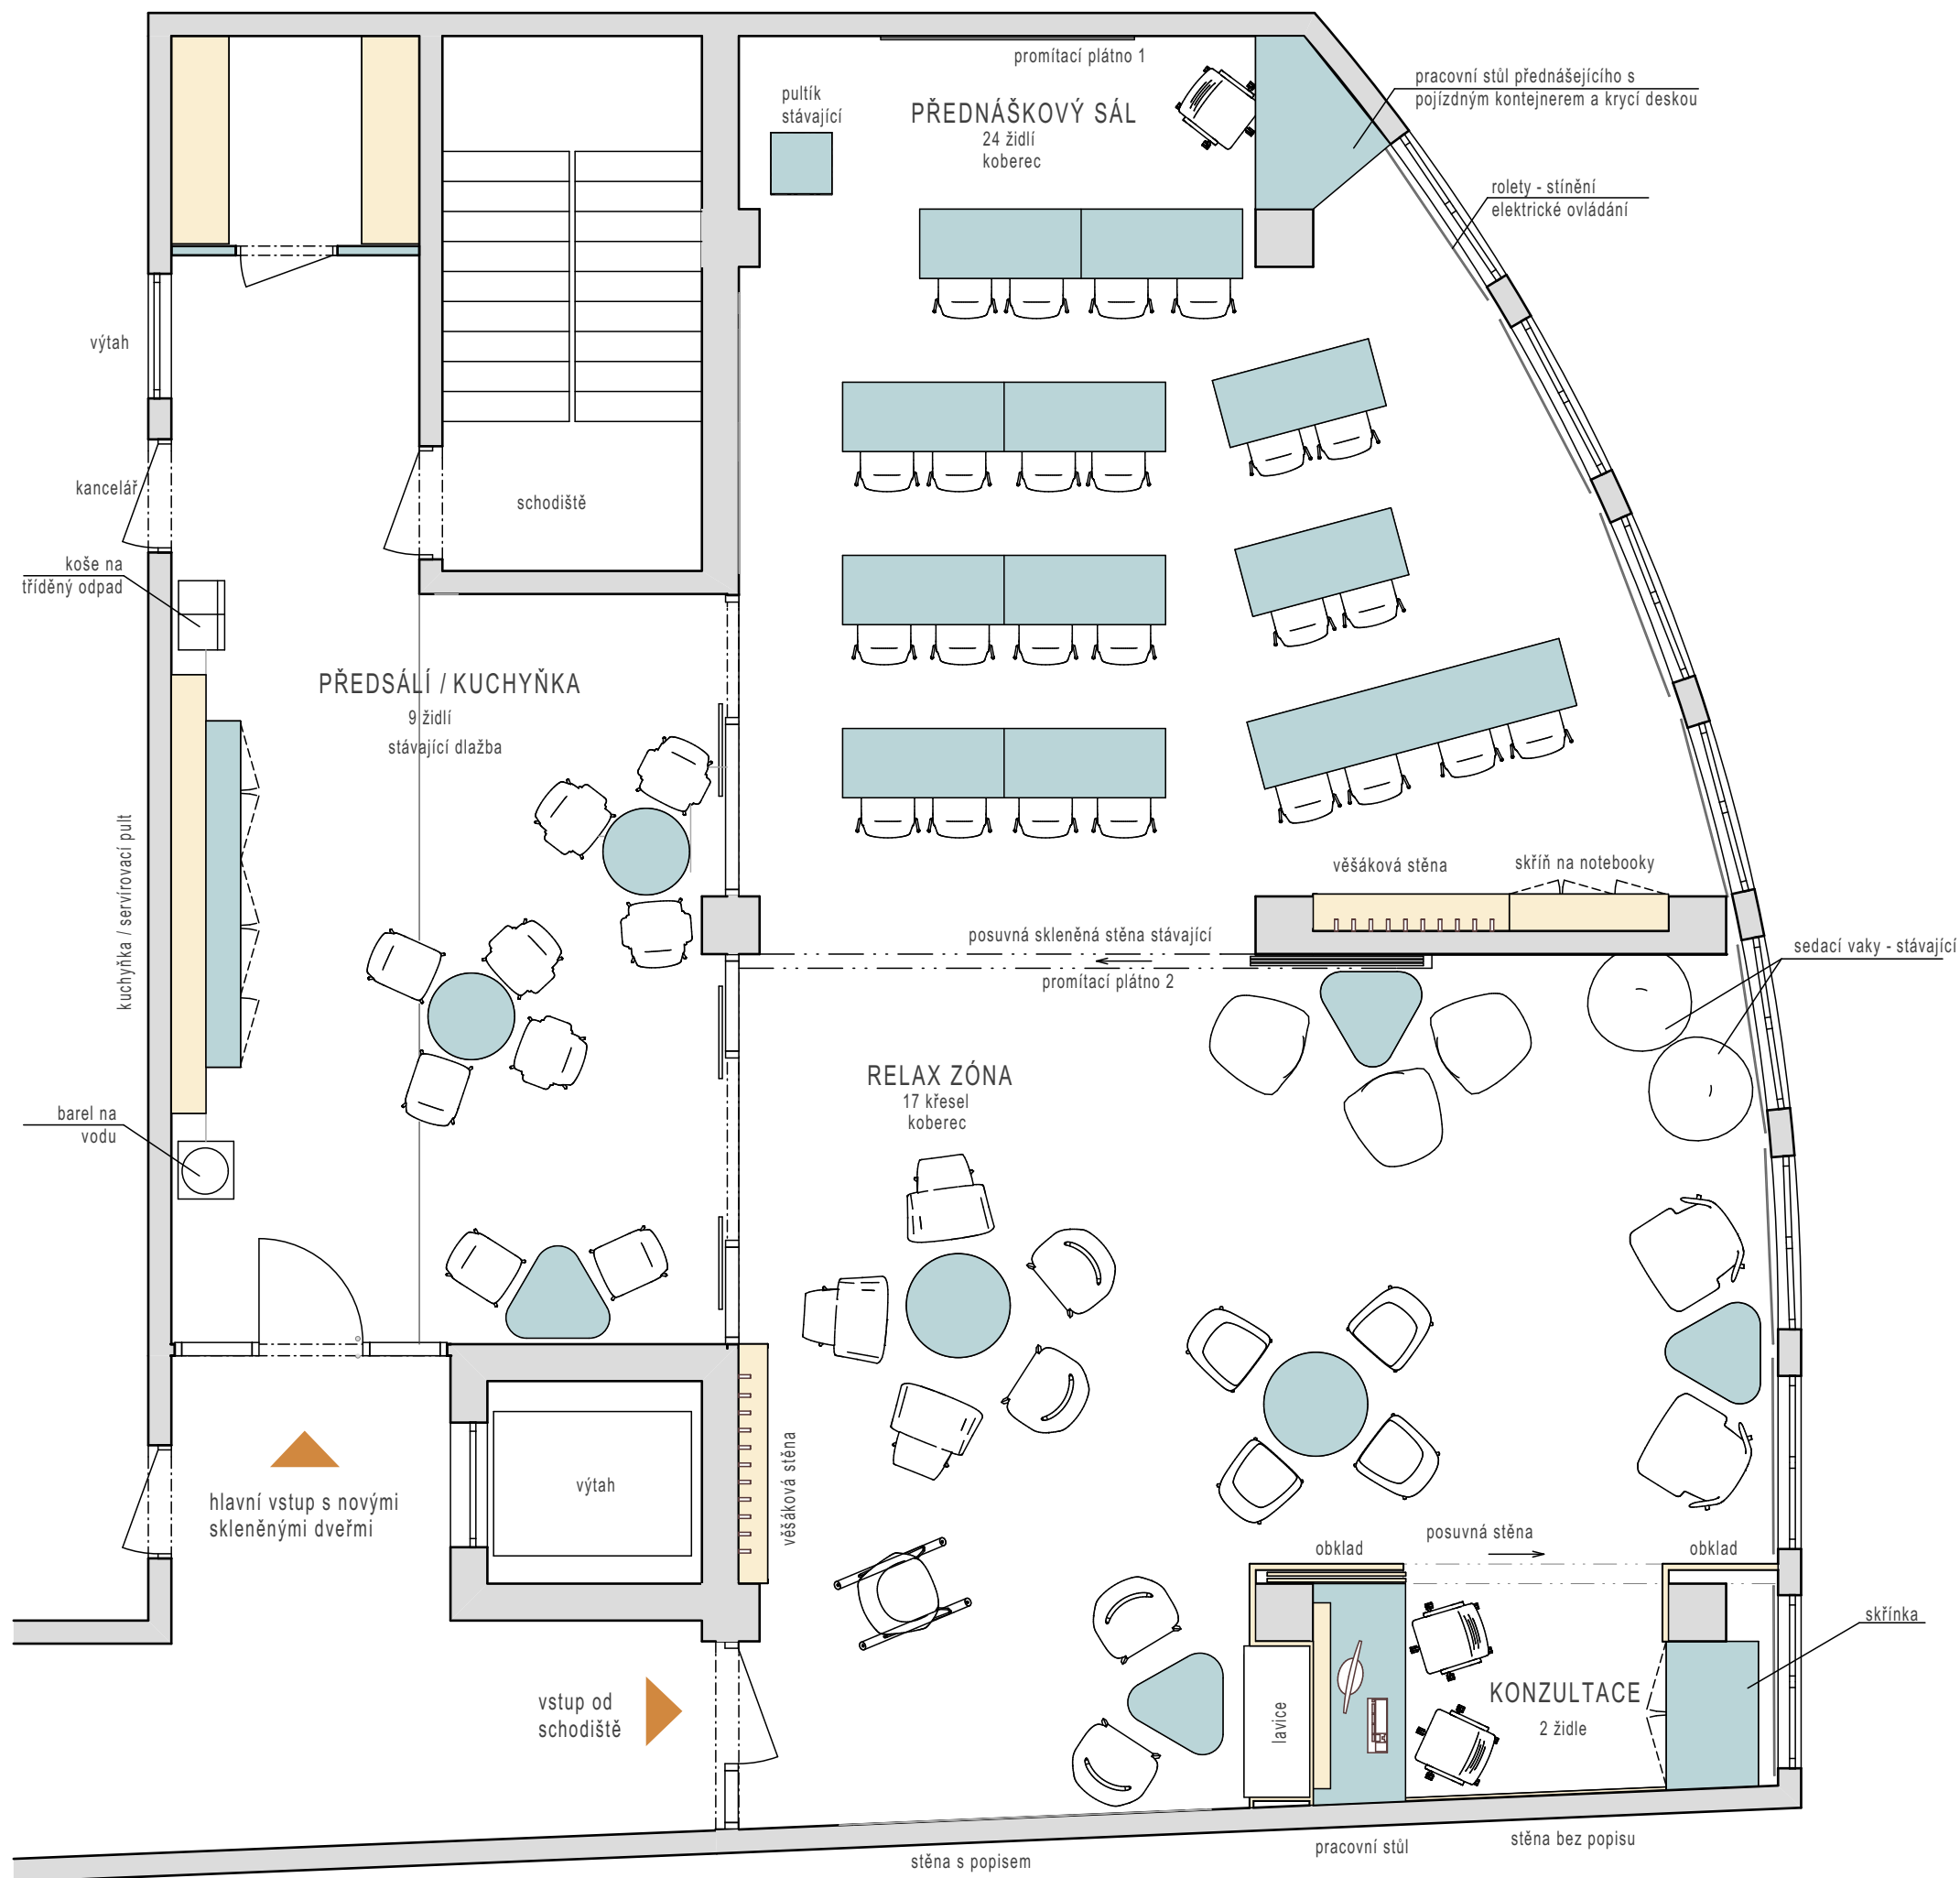 promítací plátno 1
pracovní stůl přednášejícího s
pojízdným kontejnerem a krycí deskou
pultík
stávající
PŘEDNÁŠKOVÝ SÁL
24 židlí
koberec
rolety - stínění
elektrické ovládání
výtah
kancelář
schodiště
koše na
tříděný odpad
PŘEDSÁLÍ / KUCHYŇKA
9 židlí
stávající dlažba
kuchyňka / servírovací pult
věšáková stěna
skříň na notebooky
posuvná skleněná stěna stávající
promítací plátno 2
sedací vaky - stávající
RELAX ZÓNA
17 křesel
koberec
barel na
vodu
hlavní vstup s novými
skleněnými dveřmi
výtah
věšáková stěna
posuvná stěna
obklad
obklad
skřínka
vstup od
schodiště
lavice
KONZULTACE
2 židle
pracovní stůl
stěna bez popisu
stěna s popisem